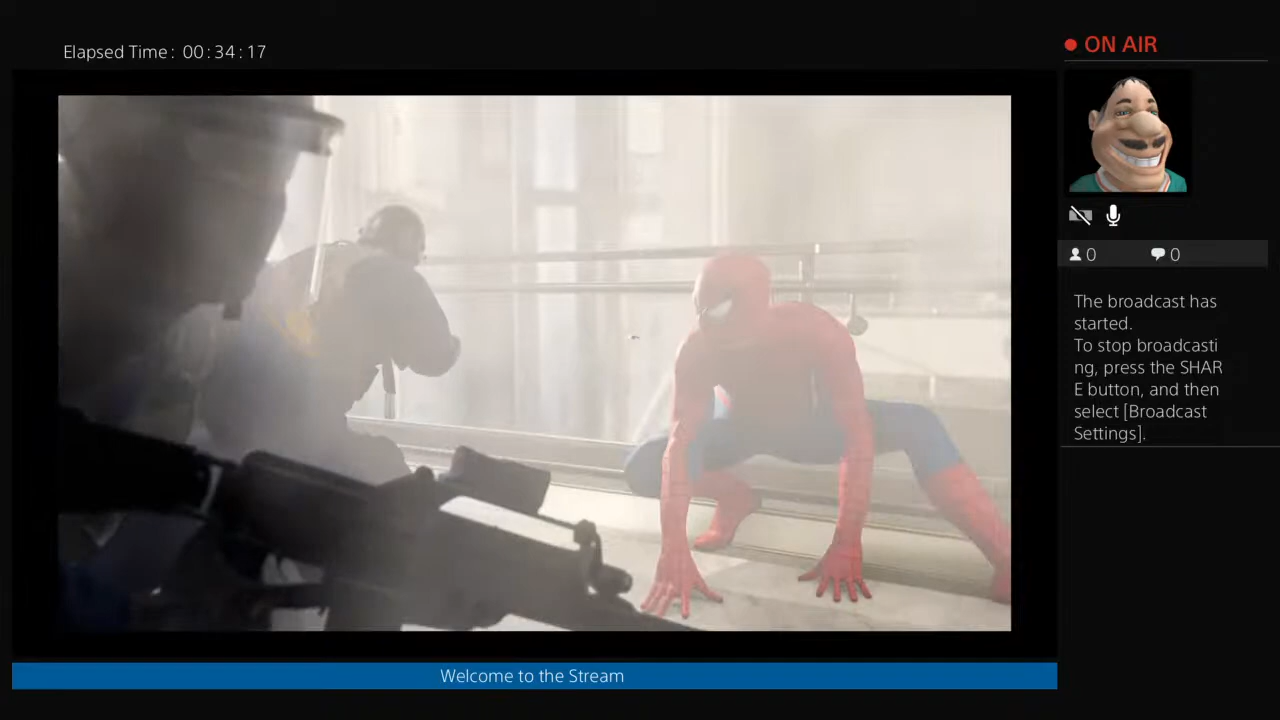 Elapsed Time: 00:34:17
ON AIR
0 0
The broadcast has
started.
To stop broadcasti
ng, press the SHAR
E button, and then
select [Broadcast
Settings].
Welcome to the Stream